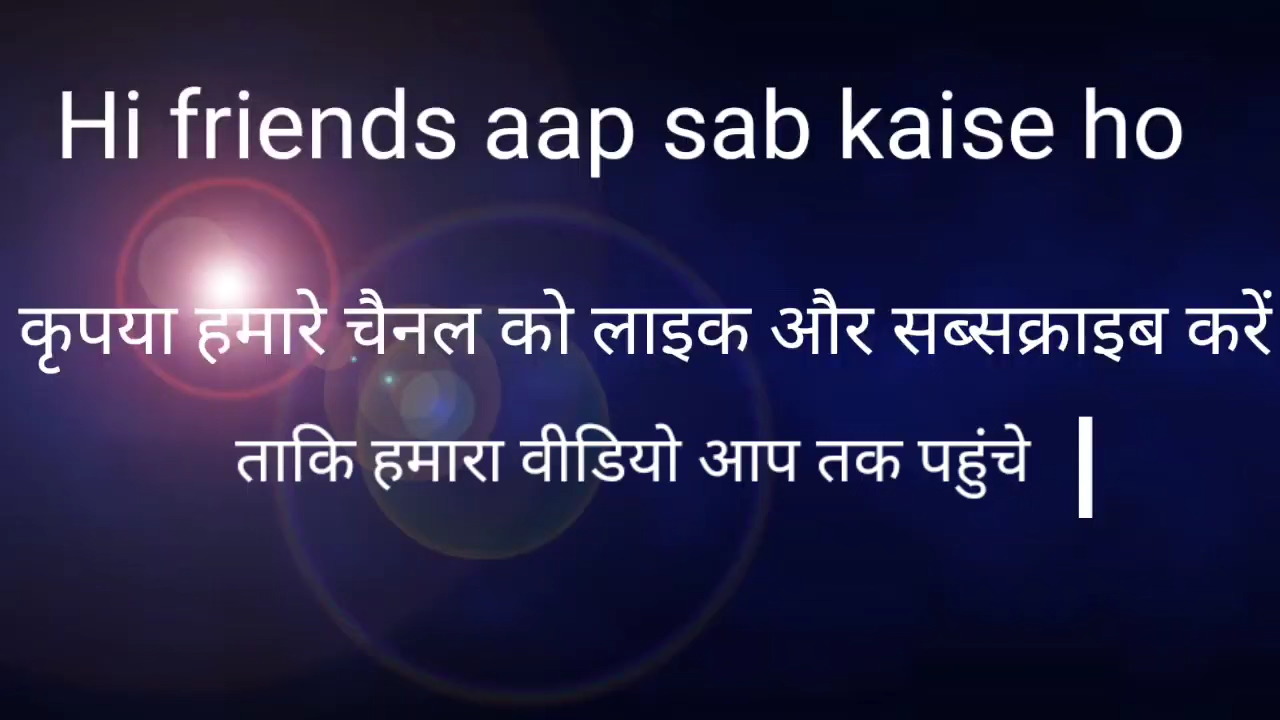 Hi friends aap sab kaise ho
कृपया हमारे चैनल को लाइक और सब्सक्राइब करें
ताकि हमारा वीडियो आप तक पहुंचे |